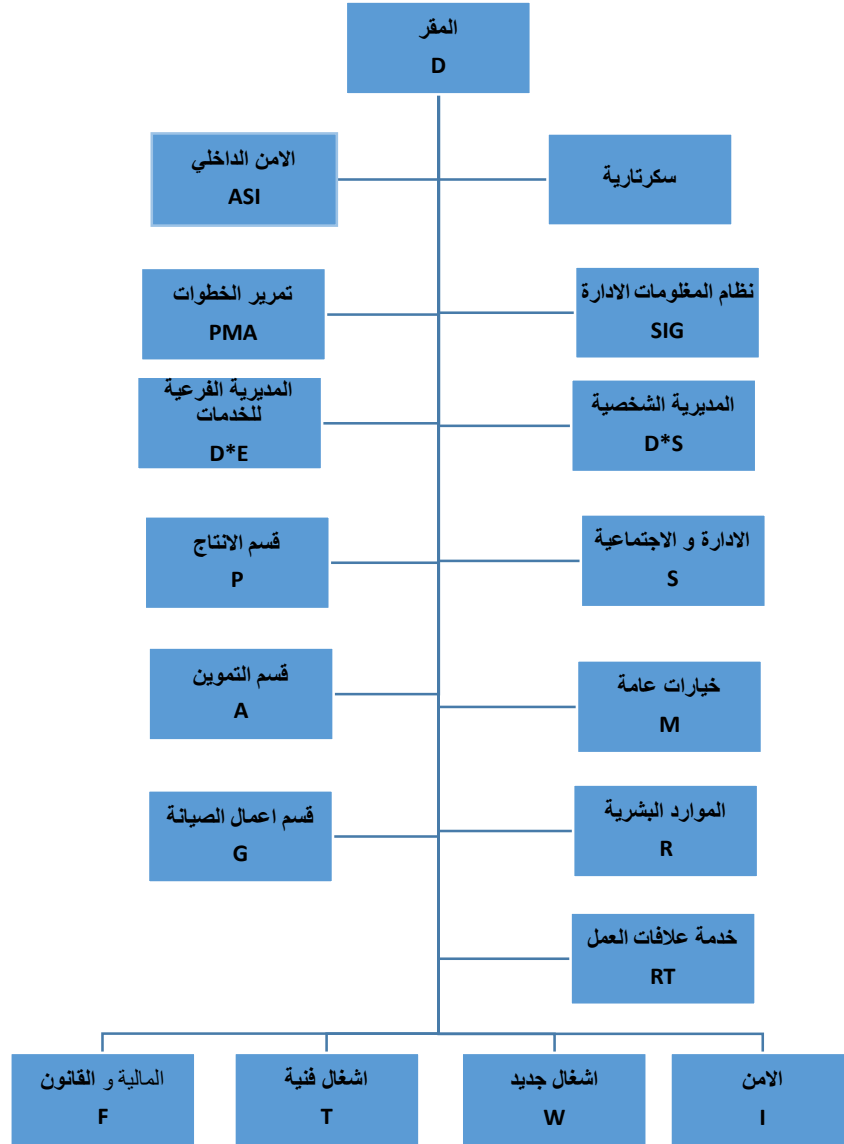 المقر
D
سكرتارية
الامن الداخلي
ASI
نظام المغلومات الادارة
SIG
تمرير الخطوات
PMA
المديرية الشخصية
D*S
المديرية الفرعية
للخدمات
D*E
الادارة و الاجتماعية
S
قسم الانتاج
P
خيارات عامة
M
قسم التموين
A
الموارد البشرية
R
قسم اعمال الصيانة
G
خدمة علافات العمل
RT
الامن
I
اشغال جديد
W
اشغال فنية
T
المالية و القانون
F